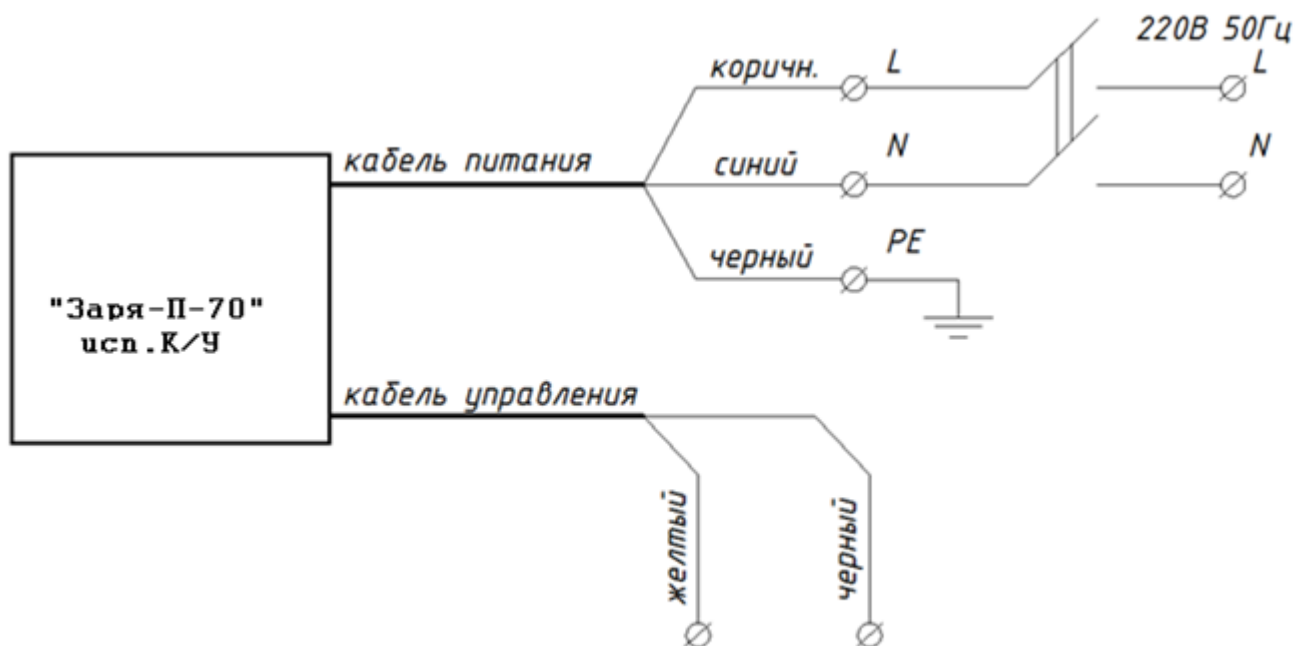 220В 50Гц
коричн.
L
L
кабель питания
синий
N
N
черный
PE
"Заря-П-70"
исп.К/У
кабель управления
желтый
черный